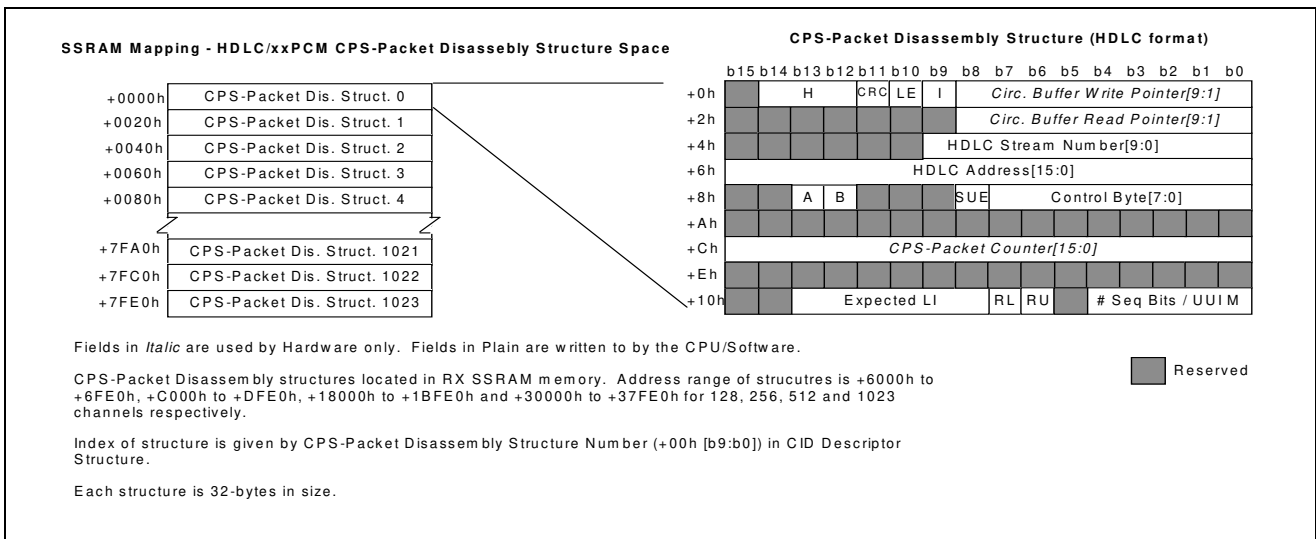 SSRAM Mapping - HDLC/xxPCM CPS-Packet Disassebly Structure Space
+0000h CPS-Packet Dis. Struct. 0
+0020h CPS-Packet Dis. Struct. 1
+0040h CPS-Packet Dis. Struct. 2
+0060h CPS-Packet Dis. Struct. 3
+0080h CPS-Packet Dis. Struct. 4
+7FA0h CPS-Packet Dis. Struct. 1021
+7FC0h CPS-Packet Dis. Struct. 1022
+7FE0h CPS-Packet Dis. Struct. 1023
CPS-Packet Disassembly Structure (HDLC format)
b15 b14 b13 b12 b11 b10 b9 b8 b7 b6 b5 b4 b3 b2 b1 b0
+0h H CRC LE I Circ. Buffer Write Pointer[9:1]
+2h Circ. Buffer Read Pointer[9:1]
+4h HDLC Stream Number[9:0]
+6h HDLC Address[15:0]
+8h A B SUE Control Byte[7:0]
+Ah
+Ch CPS-Packet Counter[15:0]
+Eh
+10h Expected LI RL RU # Seq Bits / UUIM
Fields in Italic are used by Hardware only. Fields in Plain are written to by the CPU/Software.
CPS-Packet Disassembly structures located in RX SSRAM memory. Address range of strucutres is +6000h to
+6FE0h, +C000h to +DFE0h, +18000h to +1BFE0h and +30000h to +37FE0h for 128, 256, 512 and 1023
channels respectively.
Index of structure is given by CPS-Packet Disassembly Structure Number (+00h [b9:b0]) in CID Descriptor
Structure.
Each structure is 32-bytes in size.
Reserved